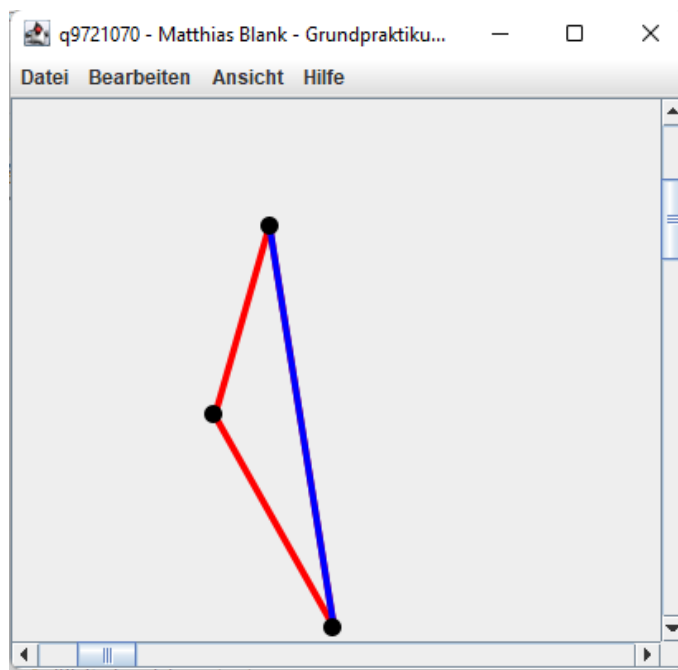 q9721070 - Matthias Blank - Grundpraktiku...
Datei Bearbeiten Ansicht Hilfe